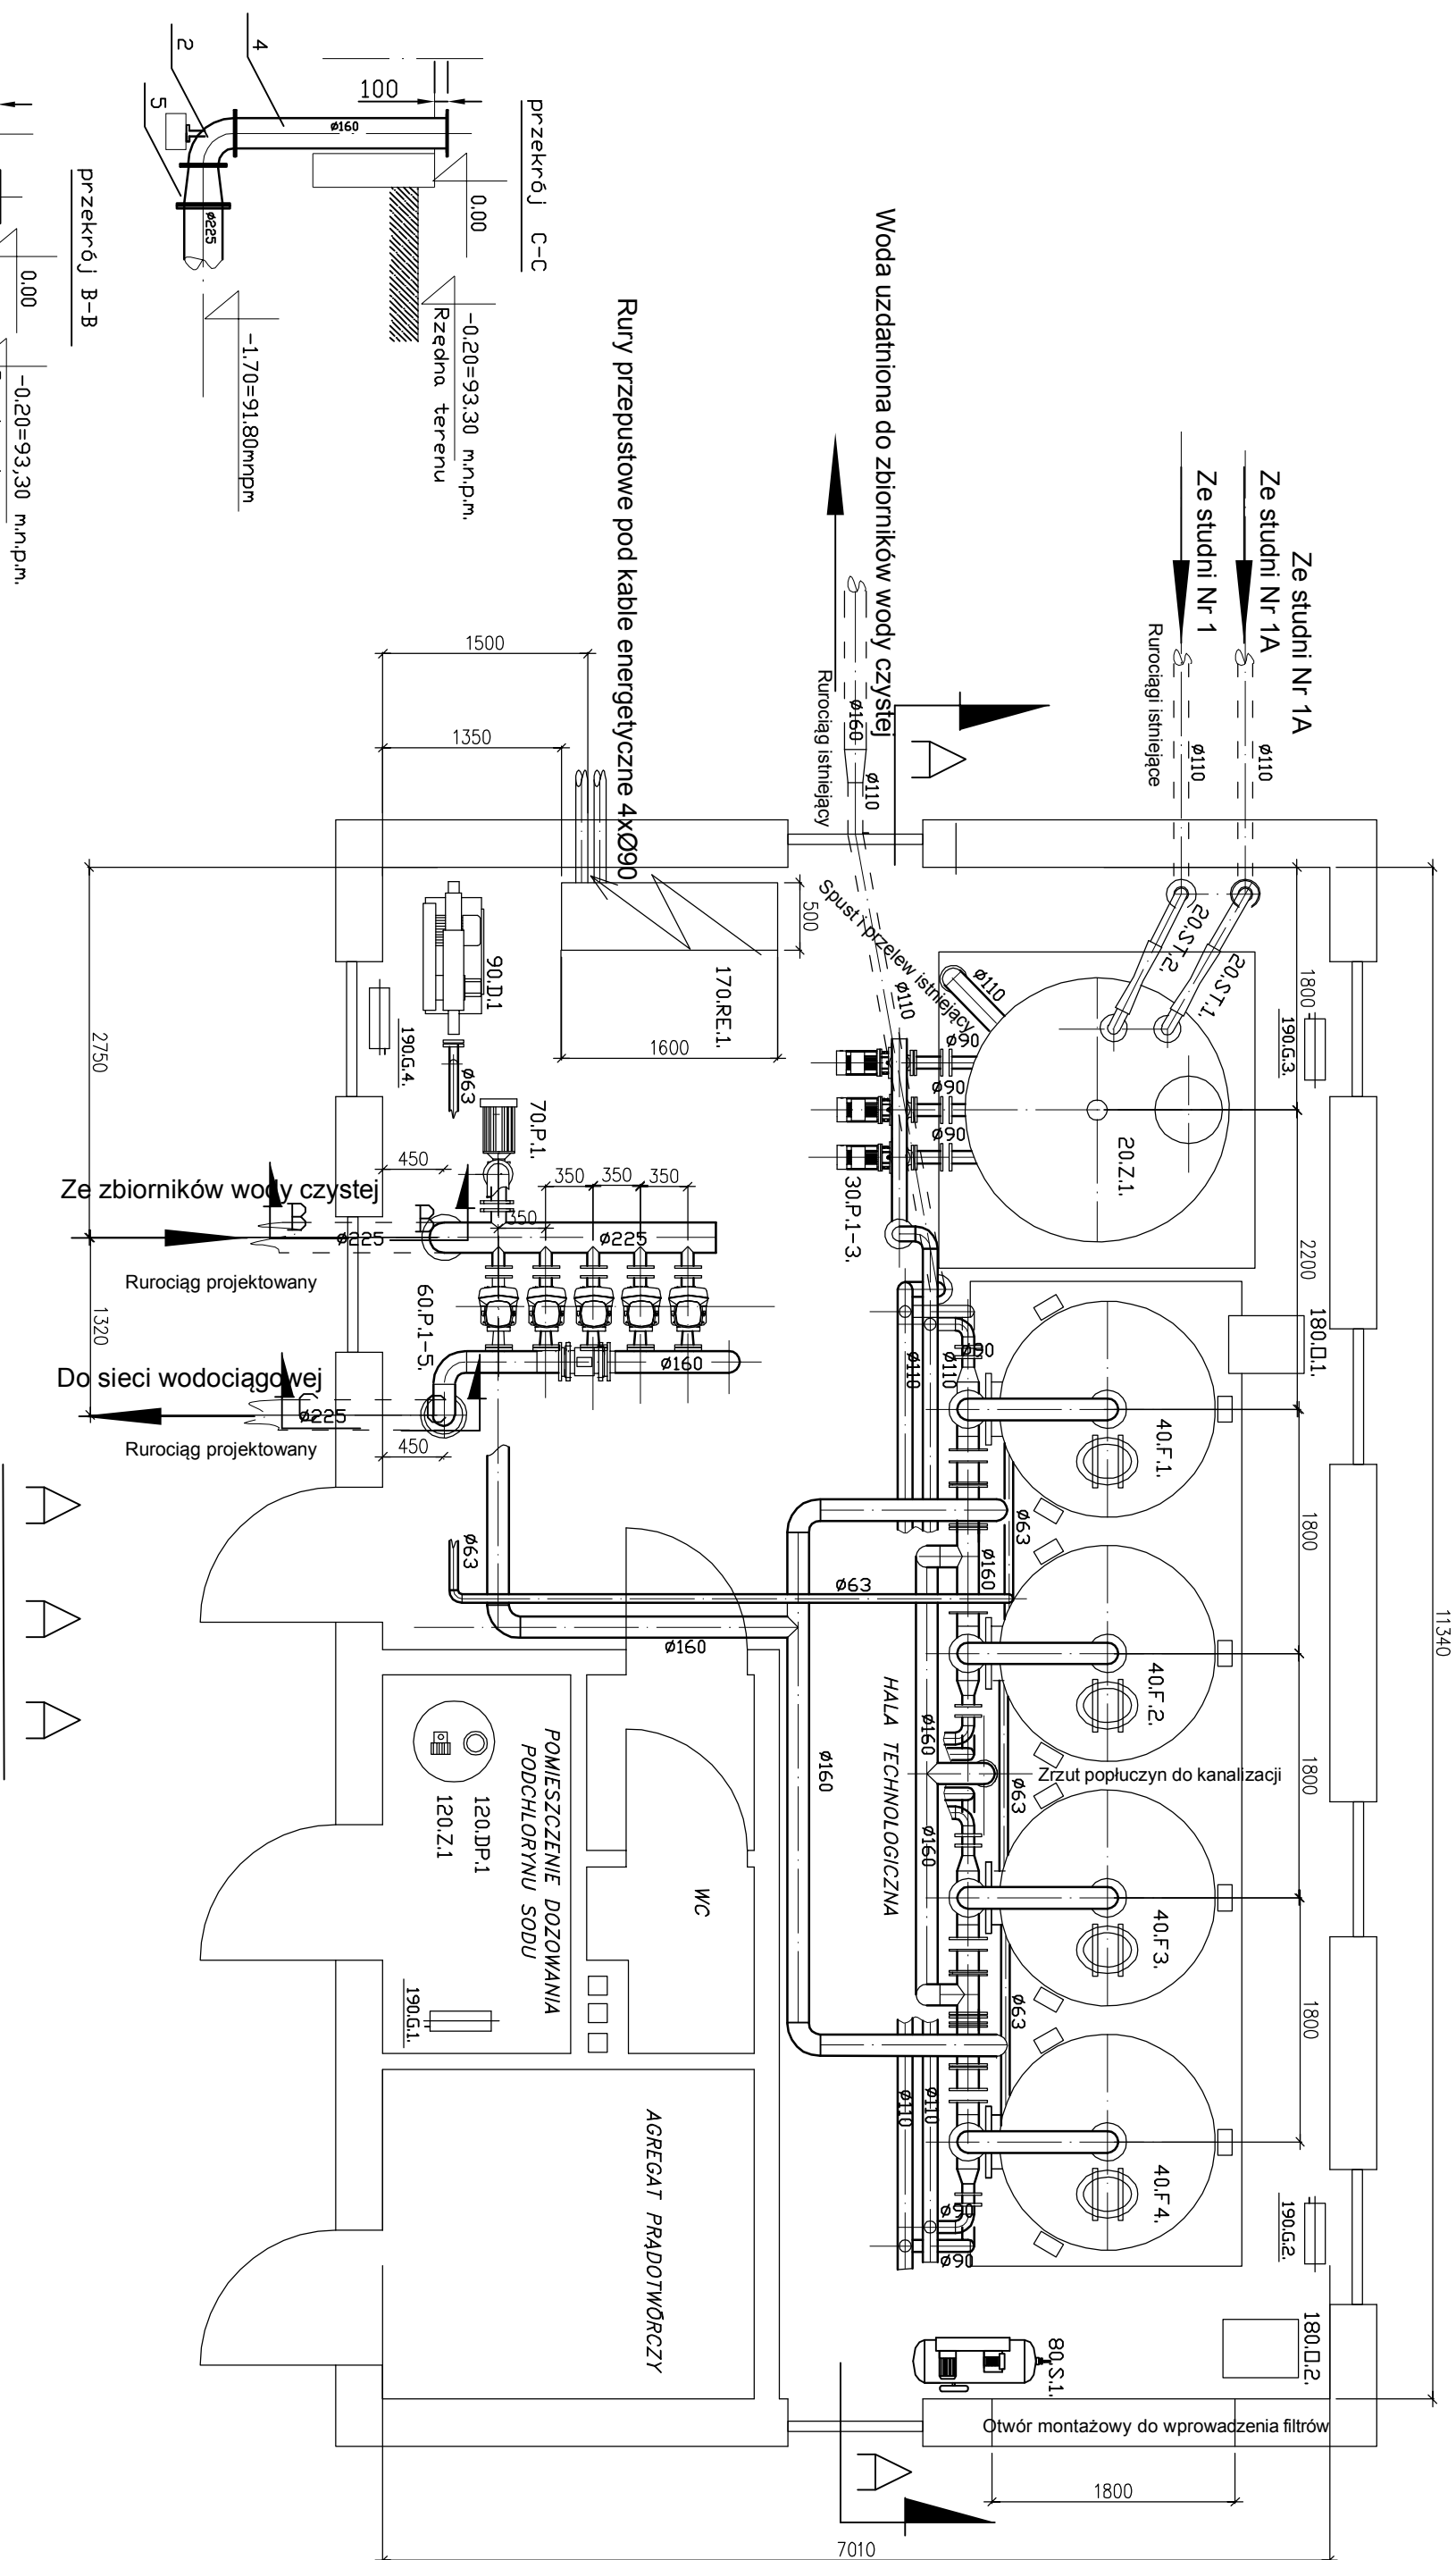 przekrój C-C
100
ø160
ø225
4
2
5
0.00
-0.20=93.30 m.n.p.m.
Rzędna terenu
-1.70=91.80mnpm
przekrój B-B
0.00
-0.20=93,30 m.n.p.m.
Woda uzdatniona do zbiorników wody czystej
Rury przepustowe pod kable energetyczne 4xØ90
Ze studni Nr 1A
Ze studni Nr 1A
Ze studni Nr 1
Rurociągi istniejące
ø110
ø110
Rurociąg istniejący
ø160
ø110
A
1500
1350
500
1600
170.RE.1.
Spust i przelew istniejący
ø110
ø110
20.ST.2.
20.ST.1.
1800
190.G.3.
20.Z.1.
ø90
ø90
ø90
30.P.1-3.
90.D.1
190.G.4.
ø63
70.P.1.
2750
450
350
350
350
350
Ze zbiorników wody czystej
B
B
ø225
ø225
Rurociąg projektowany
1320
60.P.1-5.
ø160
Do sieci wodociągowej
C
ø225
Rurociąg projektowany
450
2200
180.D.1.
ø90
ø110
ø110
40.F.1.
1800
11340
ø63
ø160
ø63
ø63
ø160
40.F.2.
1800
HALA TECHNOLOGICZNA
ø160
ø160
ø160
ø63
Zrzut popłuczyn do kanalizacji
40.F3.
ø63
1800
POMIESZCZENIE DOZOWANIA
PODCHLORYNU SODU
120.DP.1
120.Z.1
WC
190.G.1.
ø110
ø110
40.F4.
190.G.2.
ø90
ø90
AGREGAT PRĄDOTWÓRCZY
80.S.1.
180.D.2.
Otwór montażowy do wprowadzenia filtrów
A
1800
7010